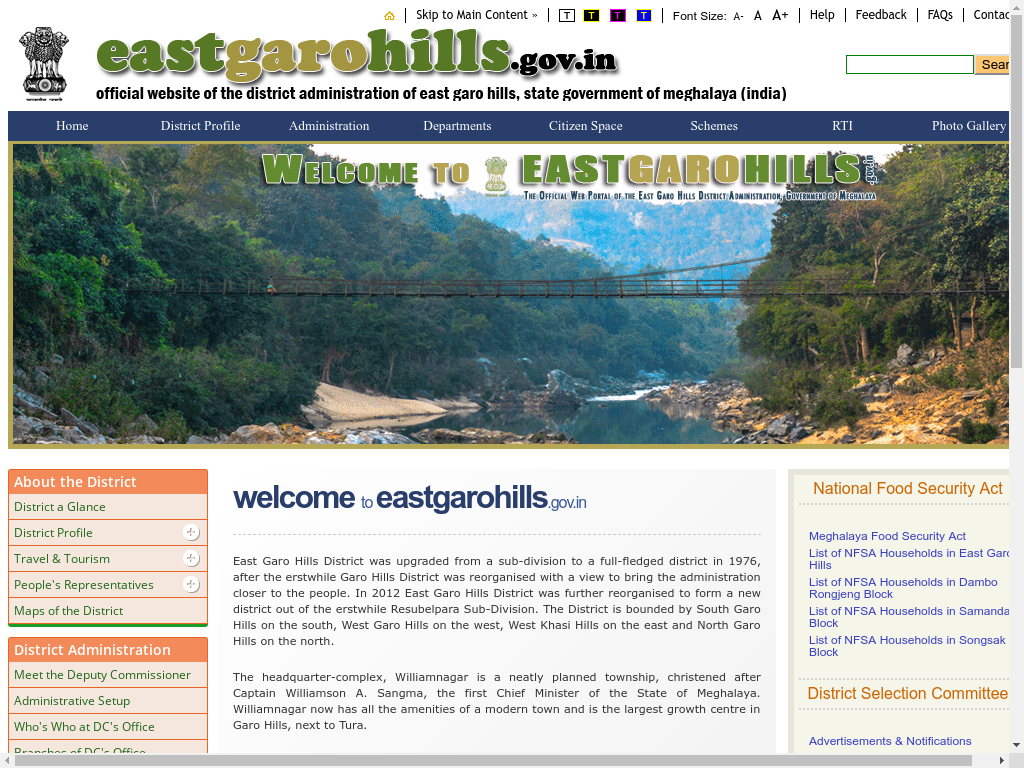 Skip to Main Content »
T T T T
Font Size: A- A A+
Help
Feedback
FAQs
Contac
eastgarohills.gov.in
official website of the district administration of east garo hills, state government of meghalaya (india)
Sear
Home
District Profile
Administration
Departments
Citizen Space
Schemes
RTI
Photo Gallery
Welcome to EASTGAROHILLS.gov.in
The Official Web Portal of the East Garo Hills District Administration, Government of Meghalaya
About the District
District a Glance
District Profile
Travel & Tourism
People's Representatives
Maps of the District
District Administration
Meet the Deputy Commissioner
Administrative Setup
Who's Who at DC's Office
Branches of DC's Office
welcome to eastgarohills.gov.in
East Garo Hills District was upgraded from a sub-division to a full-fledged district in 1976,
after the erstwhile Garo Hills District was reorganised with a view to bring the administration
closer to the people. In 2012 East Garo Hills District was further reorganised to form a new
district out of the erstwhile Resubelpara Sub-Division. The District is bounded by South Garo
Hills on the south, West Garo Hills on the west, West Khasi Hills on the east and North Garo
Hills on the north.
The headquarter-complex, Williamnagar is a neatly planned township, christened after
Captain Williamson A. Sangma, the first Chief Minister of the State of Meghalaya.
Williamnagar now has all the amenities of a modern town and is the largest growth centre in
Garo Hills, next to Tura.
National Food Security Act
Meghalaya Food Security Act
List of NFSA Households in East Garo
Hills
List of NFSA Households in Dambo
Rongjeng Block
List of NFSA Households in Samanda
Block
List of NFSA Households in Songsak
Block
District Selection Committee
Advertisements & Notifications